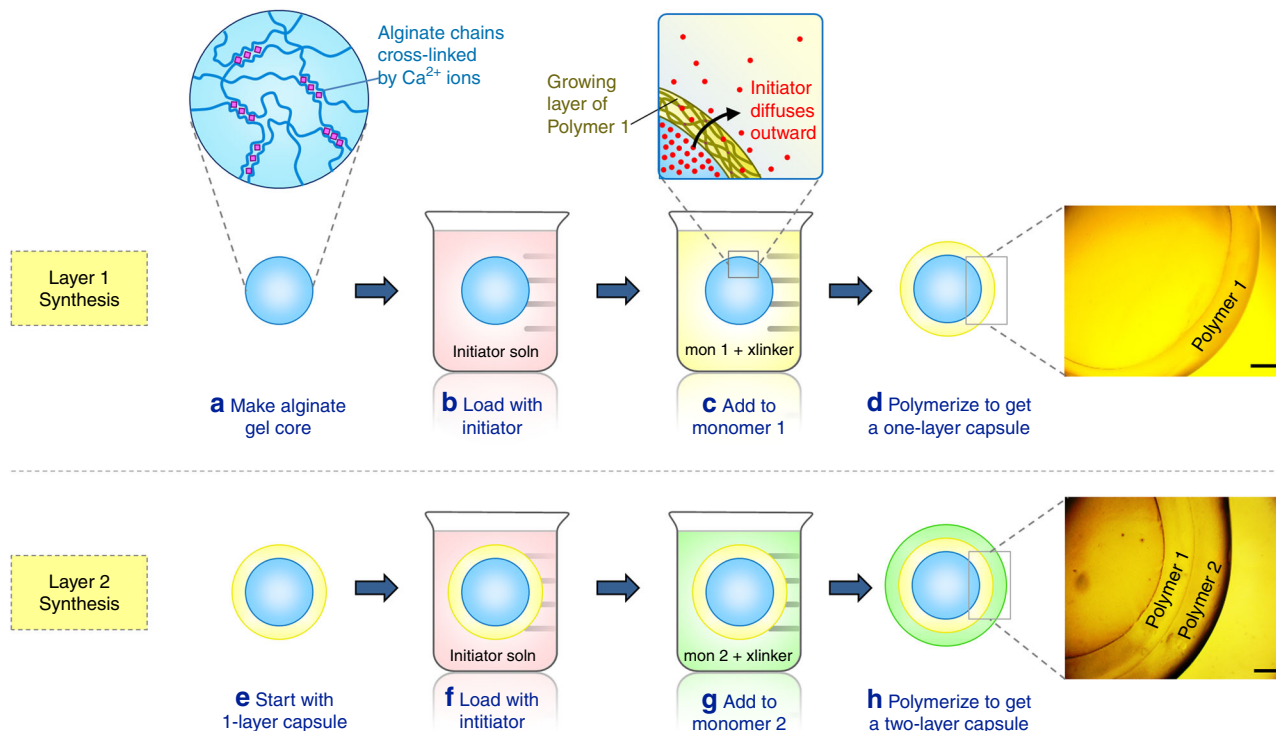 Alginate chains
cross-linked
by Ca²⁺ ions
Growing
layer of
Polymer 1
Initiator
diffuses
outward
Layer 1
Synthesis
Initiator soln
mon 1 + xlinker
Polymer 1
a Make alginate
gel core
b Load with
initiator
c Add to
monomer 1
d Polymerize to get
a one-layer capsule
Layer 2
Synthesis
Initiator soln
mon 2 + xlinker
Polymer 1
Polymer 2
e Start with
1-layer capsule
f Load with
intitiator
g Add to
monomer 2
h Polymerize to get
a two-layer capsule